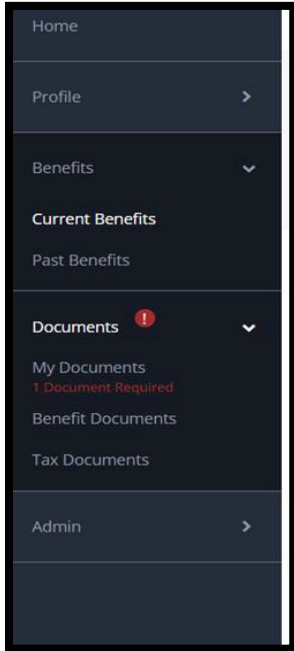 Home
Profile
Benefits
Current Benefits
Past Benefits
Documents !
My Documents
1 Document Required
Benefit Documents
Tax Documents
Admin